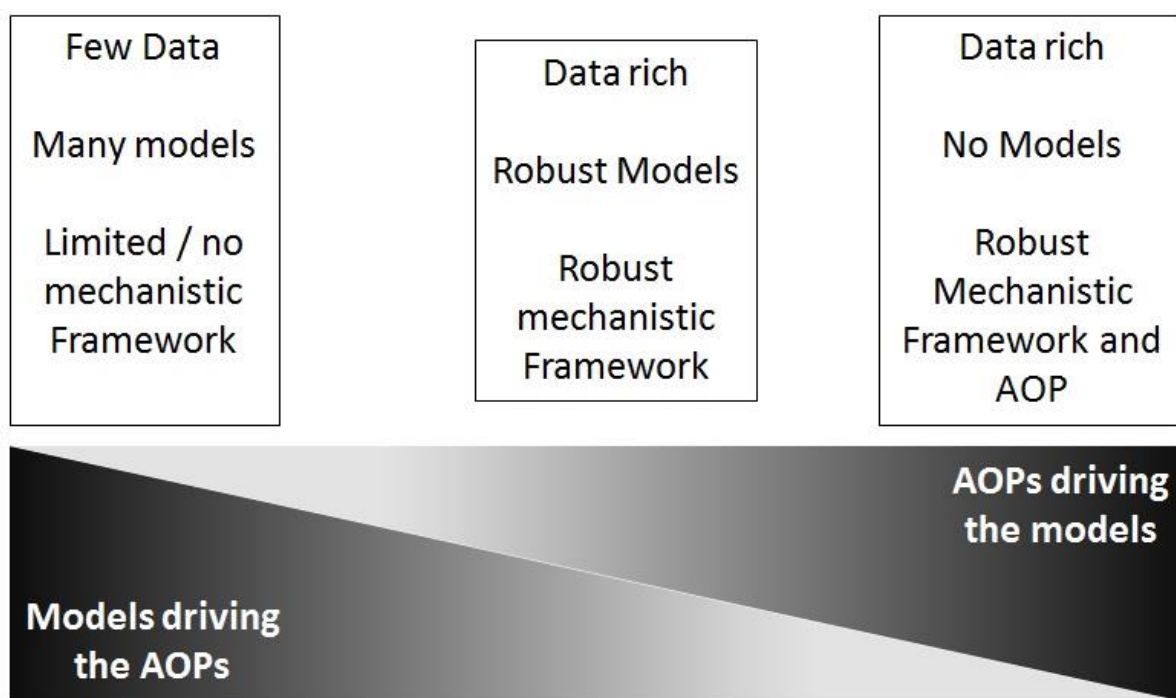 Few Data
Many models
Limited / no
mechanistic
Framework
Data rich
Robust Models
Robust
mechanistic
Framework
Data rich
No Models
Robust
Mechanistic
Framework and
AOP
AOPs driving
the models
Models driving
the AOPs